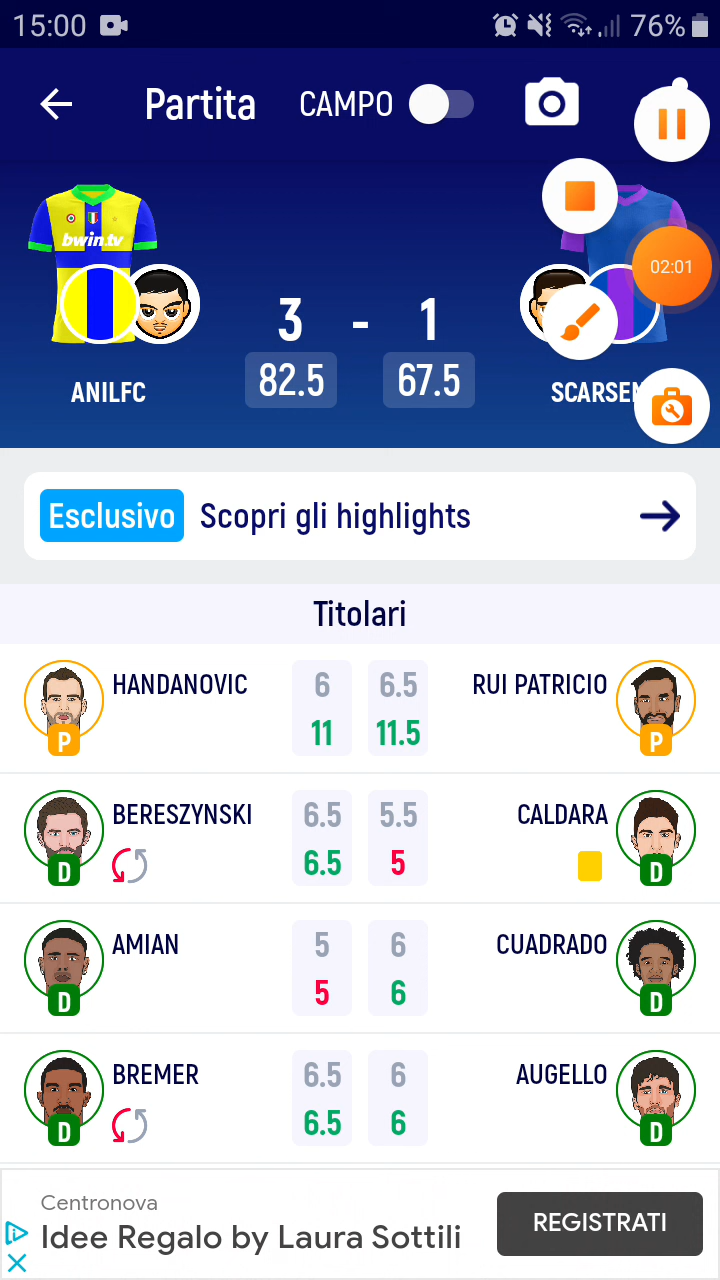 15:00
76%
Partita
CAMPO
bwin.tv
02:01
3 - 1
82.5
67.5
ANILFC
Esclusivo
Scopri gli highlights
Titolari
HANDANOVIC
6
6.5
RUI PATRICIO
P
11
11.5
P
BERESZYNSKI
6.5
5.5
CALDARA
D
6.5
5
D
AMIAN
5
6
CUADRADO
D
5
6
D
BREMER
6.5
6
AUGELLO
D
6.5
6
D
Centronova
Idee Regalo by Laura Sottili
REGISTRATI